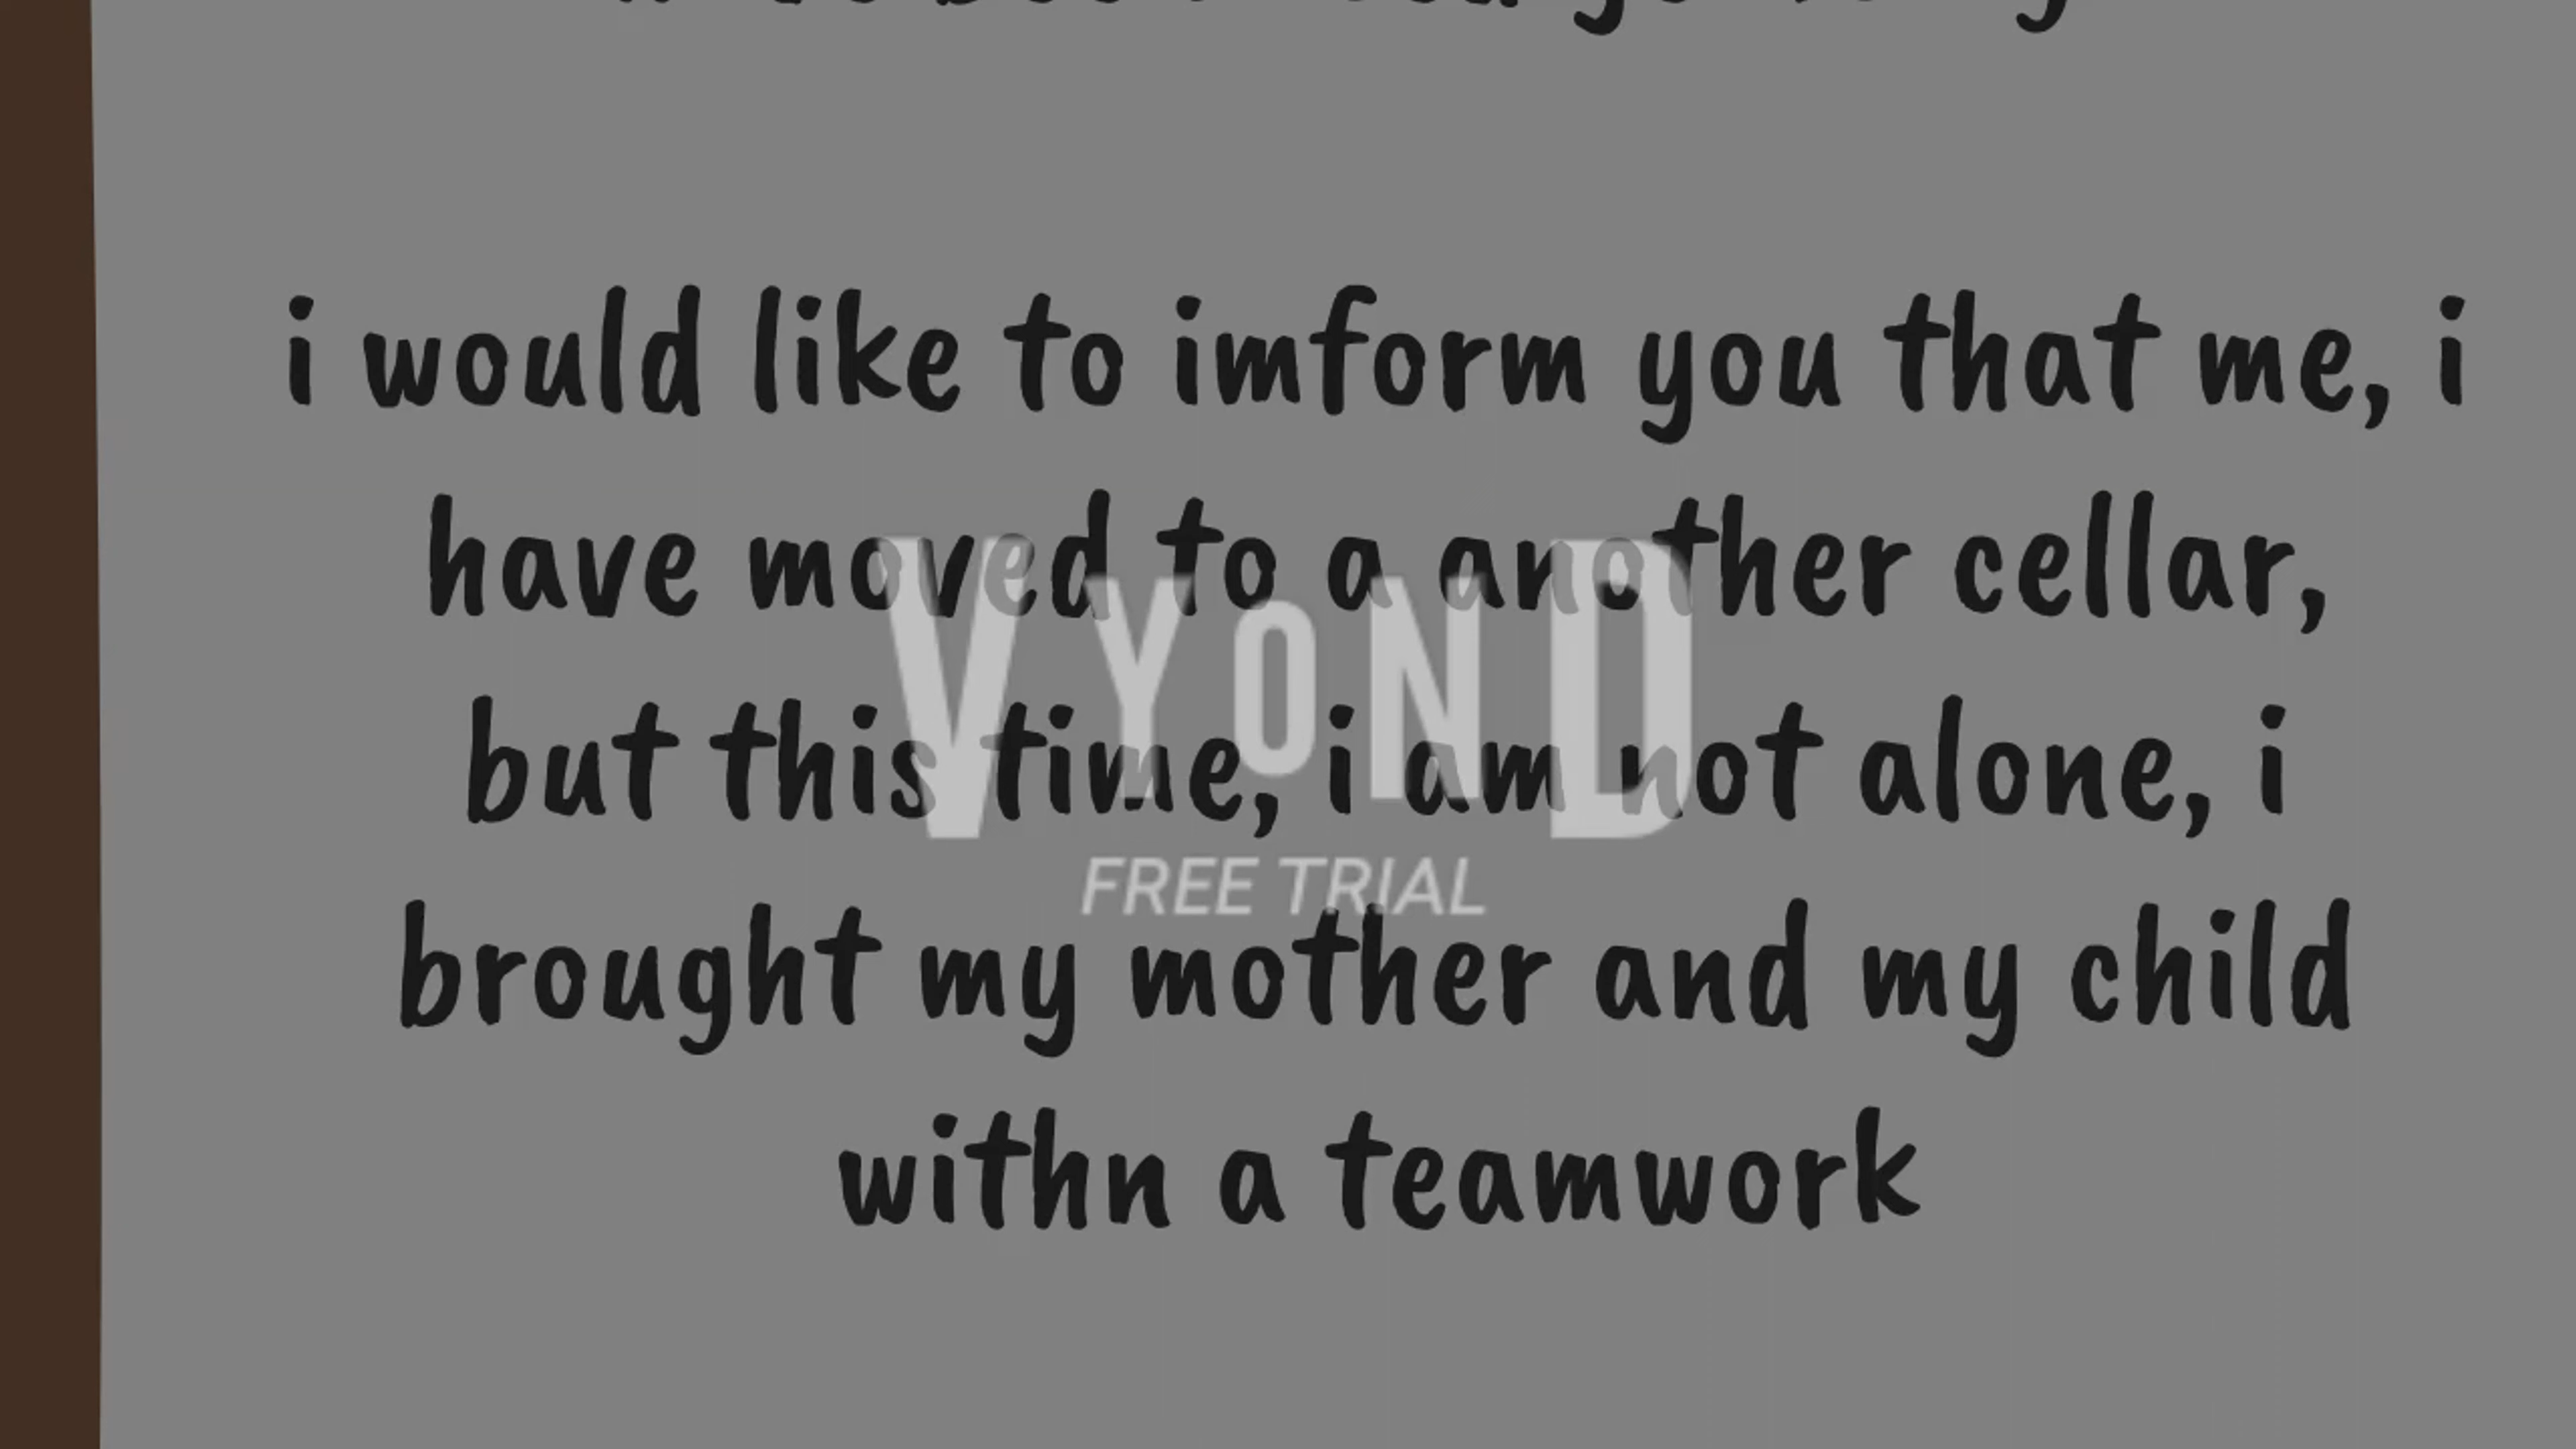 i would like to imform you that me, i
have moved to a another cellar,
but this time, i am not alone, i
brought my mother and my child
withn a teamwork
VYonD
FREE TRIAL